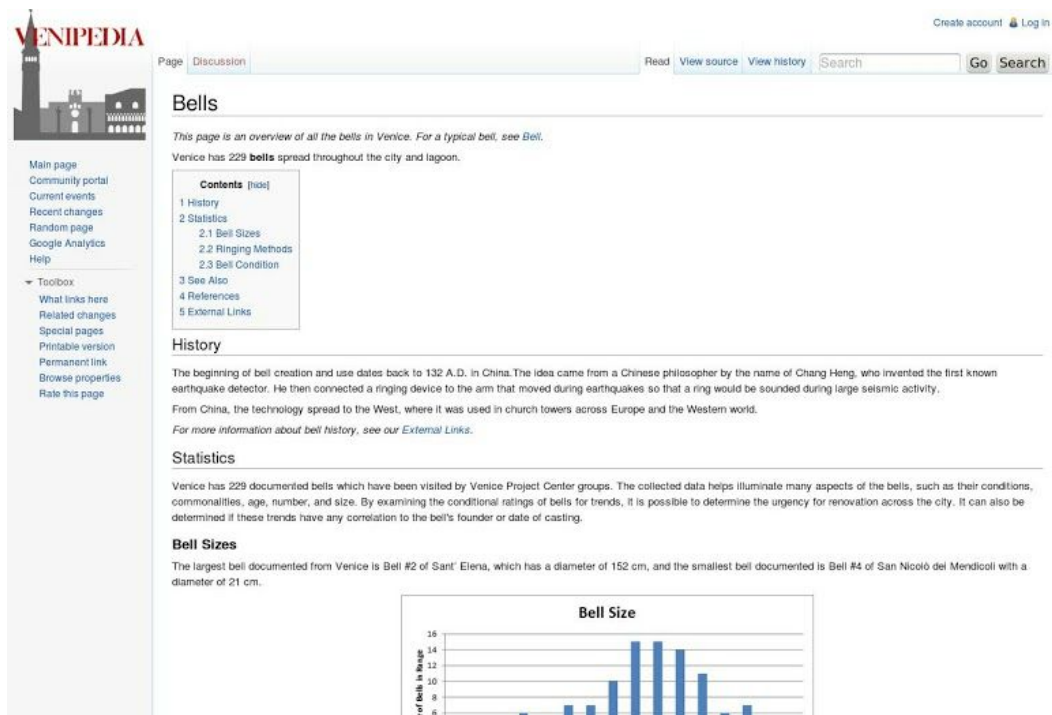 VENIPEDIA
Create account Log in
Page Discussion
Read View source View history Search Go Search
Bells
This page is an overview of all the bells in Venice. For a typical bell, see Bell.
Venice has 229 bells spread throughout the city and lagoon.
Contents [hide]
1 History
2 Statistics
2.1 Bell Sizes
2.2 Ringing Methods
2.3 Bell Condition
3 See Also
4 References
5 External Links
Main page
Community portal
Current events
Recent changes
Random page
Google Analytics
Help
Toolbox
What links here
Related changes
Special pages
Printable version
Permanent link
Browse properties
Rate this page
History
The beginning of bell creation and use dates back to 132 A.D. in China.The idea came from a Chinese philosopher by the name of Chang Heng, who invented the first known
earthquake detector. He then connected a ringing device to the arm that moved during earthquakes so that a ring would be sounded during large seismic activity.
From China, the technology spread to the West, where it was used in church towers across Europe and the Western world.
For more information about bell history, see our External Links.
Statistics
Venice has 229 documented bells which have been visited by Venice Project Center groups. The collected data helps illuminate many aspects of the bells, such as their conditions,
commonalities, age, number, and size. By examining the conditional ratings of bells for trends, it is possible to determine the urgency for renovation across the city. It can also be
determined if these trends have any correlation to the bell's founder or date of casting.
Bell Sizes
The largest bell documented from Venice is Bell #2 of Sant' Elena, which has a diameter of 152 cm, and the smallest bell documented is Bell #4 of San Nicolò dei Mendicoli with a
diameter of 21 cm.
Bell Size
of Bells in Range
16
14
12
10
8
6